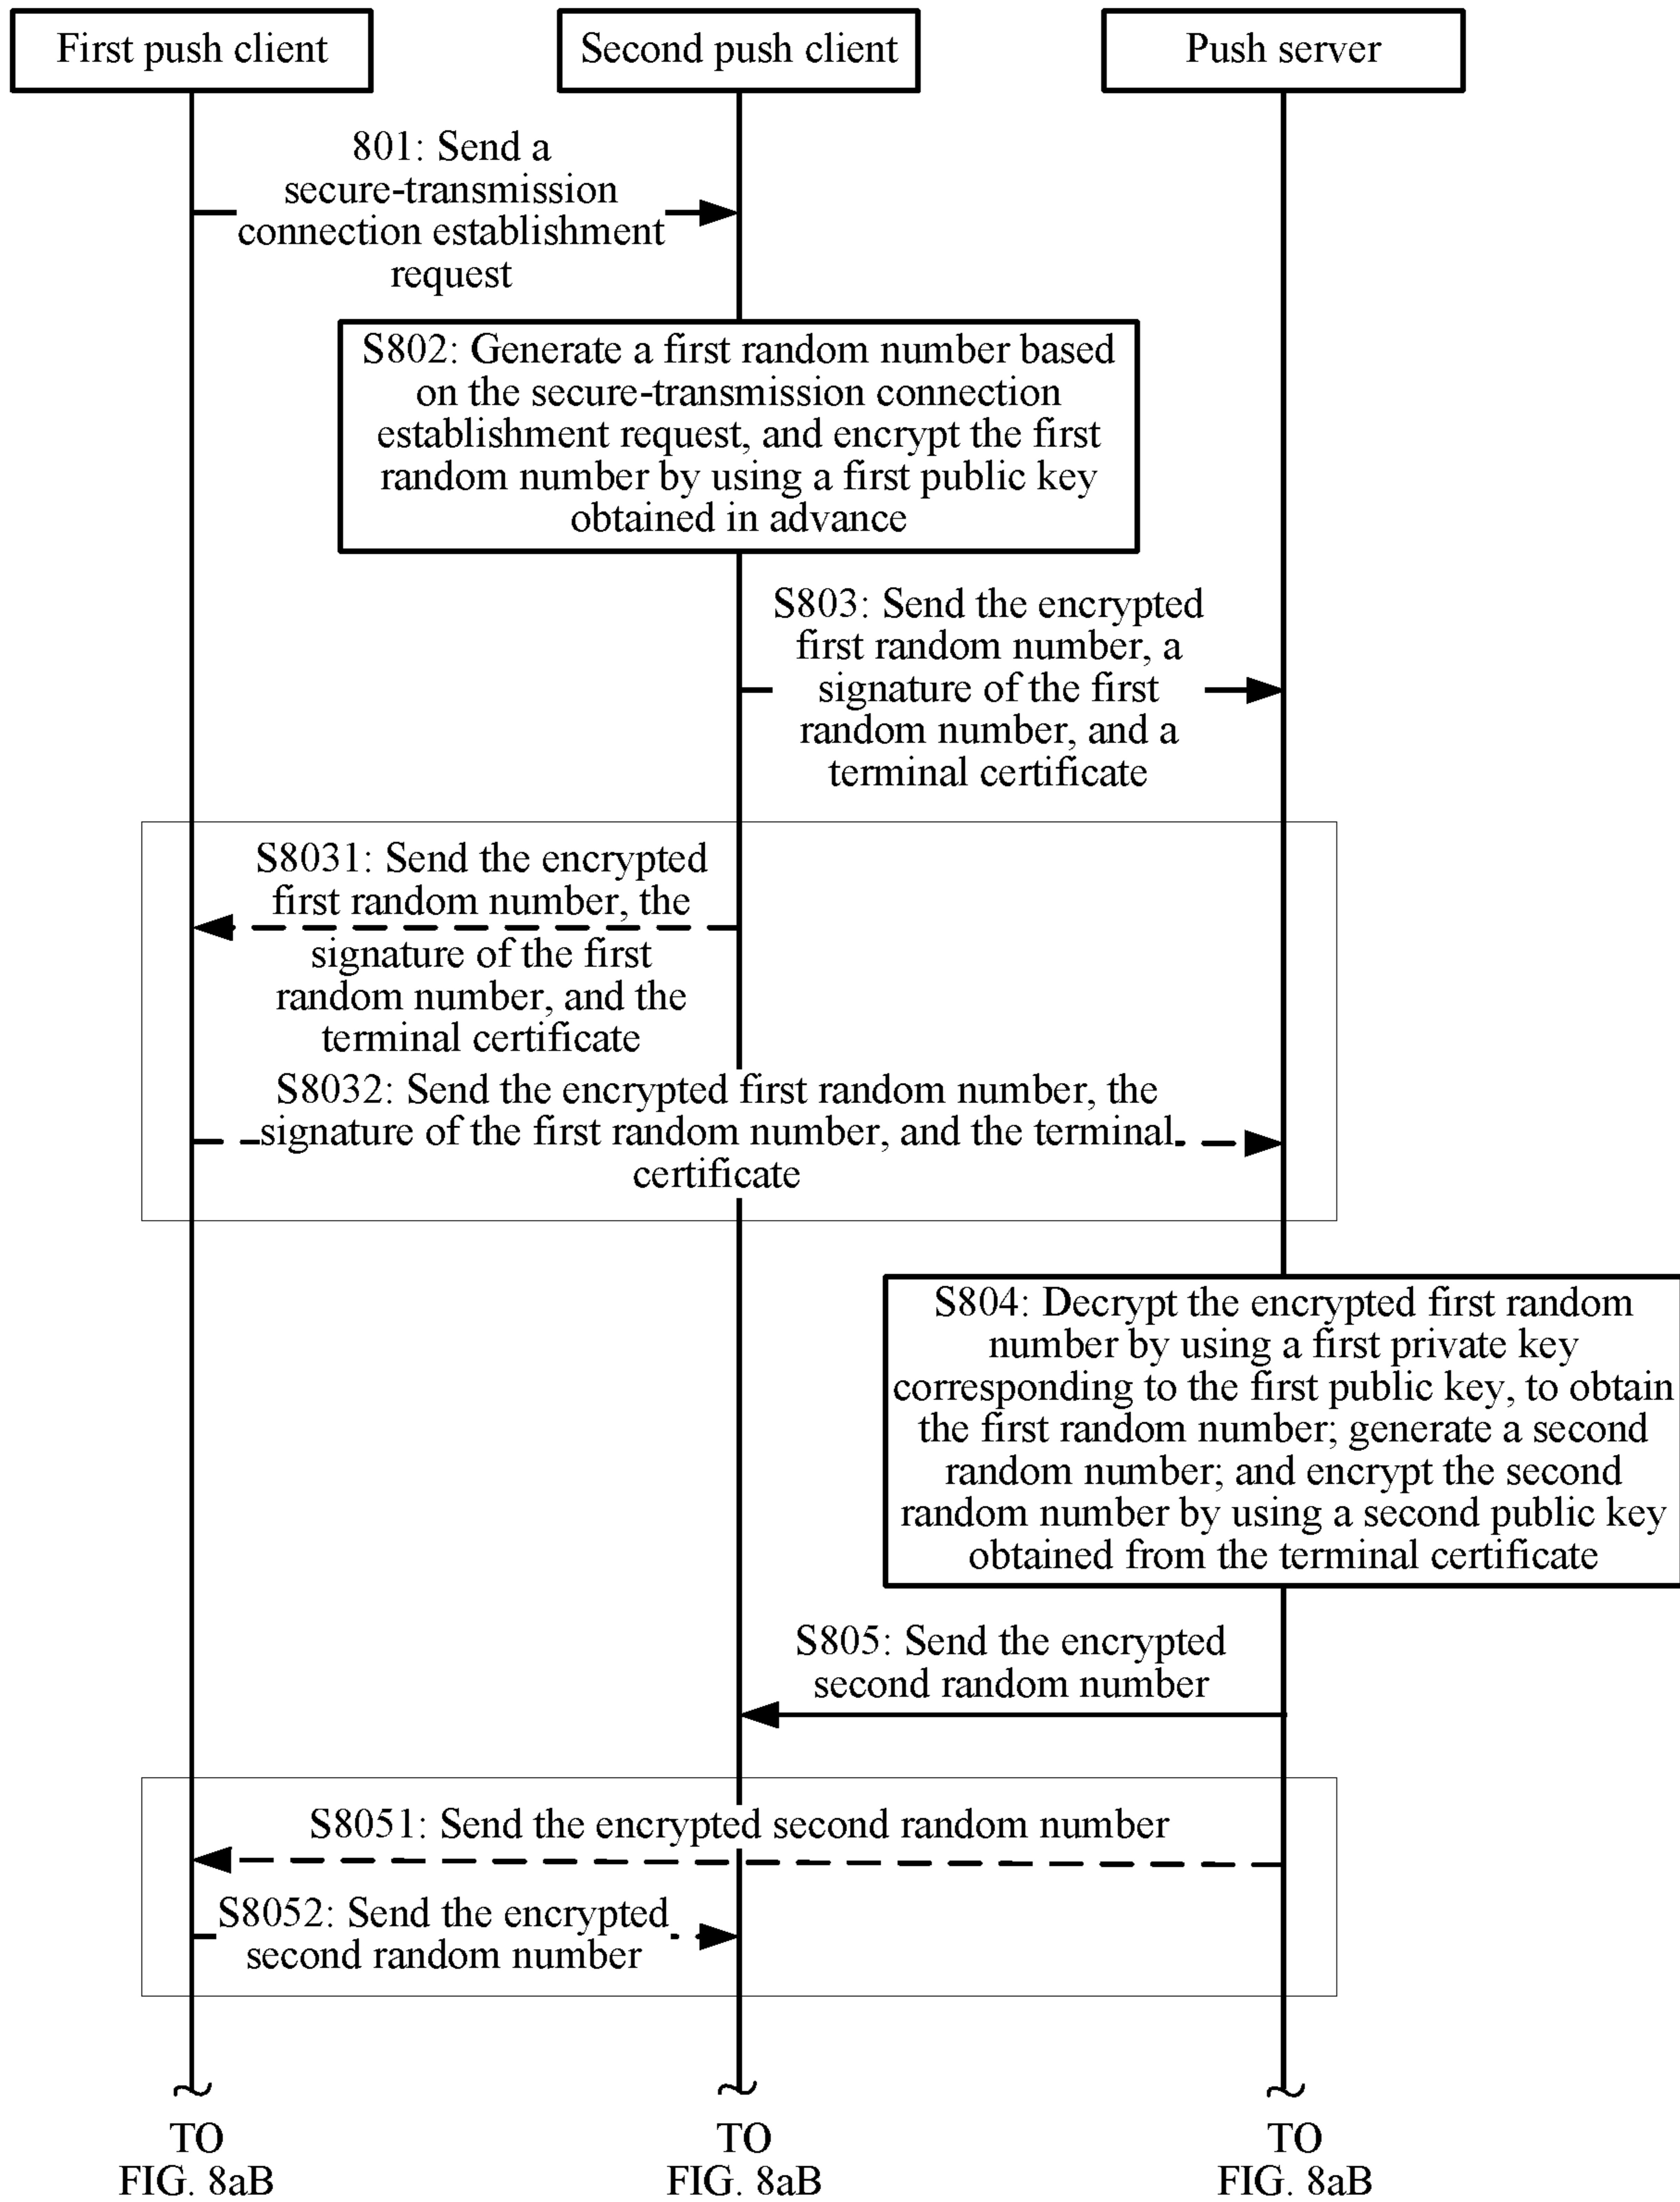 First push client
Second push client
Push server
801: Send a
secure-transmission
connection establishment
request
S802: Generate a first random number based
on the secure-transmission connection
establishment request, and encrypt the first
random number by using a first public key
obtained in advance
S803: Send the encrypted
first random number, a
signature of the first
random number, and a
terminal certificate
S8031: Send the encrypted
first random number, the
signature of the first
random number, and the
terminal certificate
S8032: Send the encrypted first random number, the
signature of the first random number, and the terminal
certificate
S804: Decrypt the encrypted first random
number by using a first private key
corresponding to the first public key, to obtain
the first random number; generate a second
random number; and encrypt the second
random number by using a second public key
obtained from the terminal certificate
S805: Send the encrypted
second random number
S8051: Send the encrypted second random number
S8052: Send the encrypted
second random number
TO
FIG. 8aB
TO
FIG. 8aB
TO
FIG. 8aB